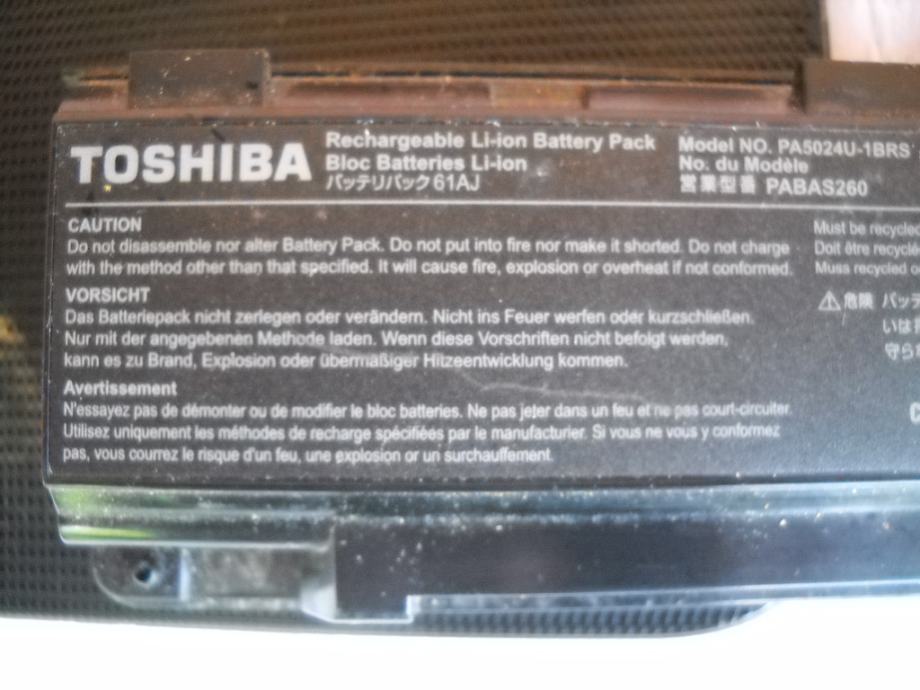 TOSHIBA
Rechargeable Li-ion Battery Pack
Bloc Batteries Li-ion
バッテリパック61AJ
Model NO. PA5024U-1BRS
No. du Modèle
営業型番 PABAS260
CAUTION
Do not disassemble nor alter Battery Pack. Do not put into fire nor make it shorted. Do not charge
with the method other than that specified. It will cause fire, explosion or overheat if not conformed.
VORSICHT
Das Batteriepack nicht zerlegen oder verändern. Nicht ins Feuer werfen oder kurzschließen.
Nur mit der angegebenen Methode laden. Wenn diese Vorschriften nicht befolgt werden,
kann es zu Brand, Explosion oder übermäßiger Hitzeentwicklung kommen.
Avertissement
N'essayez pas de démonter ou de modifier le bloc batteries. Ne pas jeter dans un feu et ne pas court-circuiter.
Utilisez uniquement les méthodes de recharge spécifiées par le manufacturier. Si vous ne vous y conformez
pas, vous courrez le risque d'un feu, une explosion or un surchauffement.
Must be recycled
Doit être recycle
Muss recycled
危険 バッ
いは
守ら